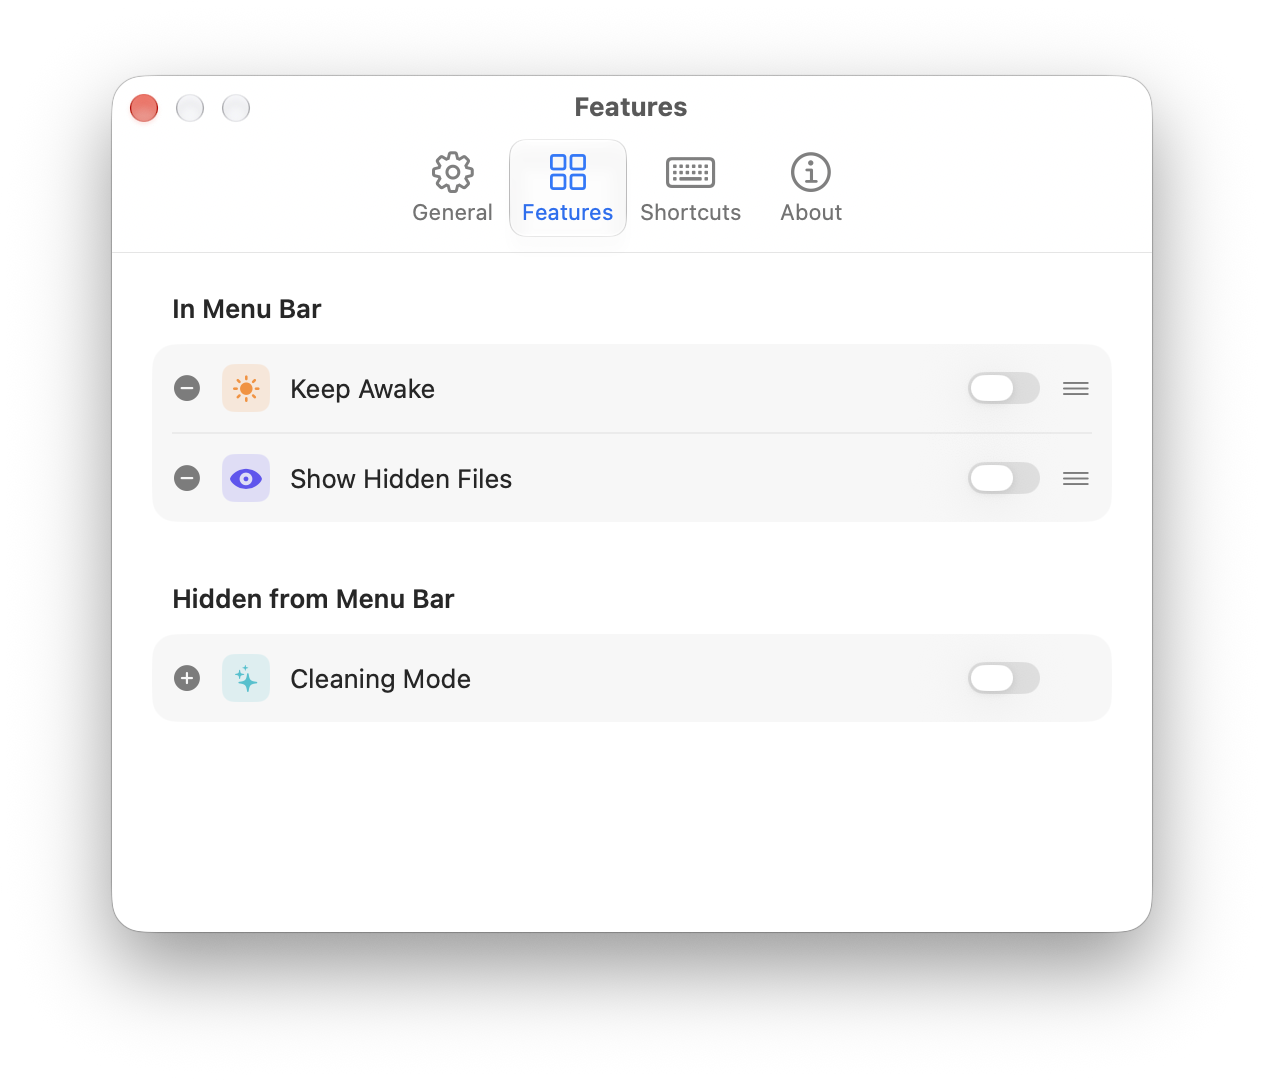 Features
General
Features
Shortcuts
About
In Menu Bar
Keep Awake
Show Hidden Files
Hidden from Menu Bar
Cleaning Mode